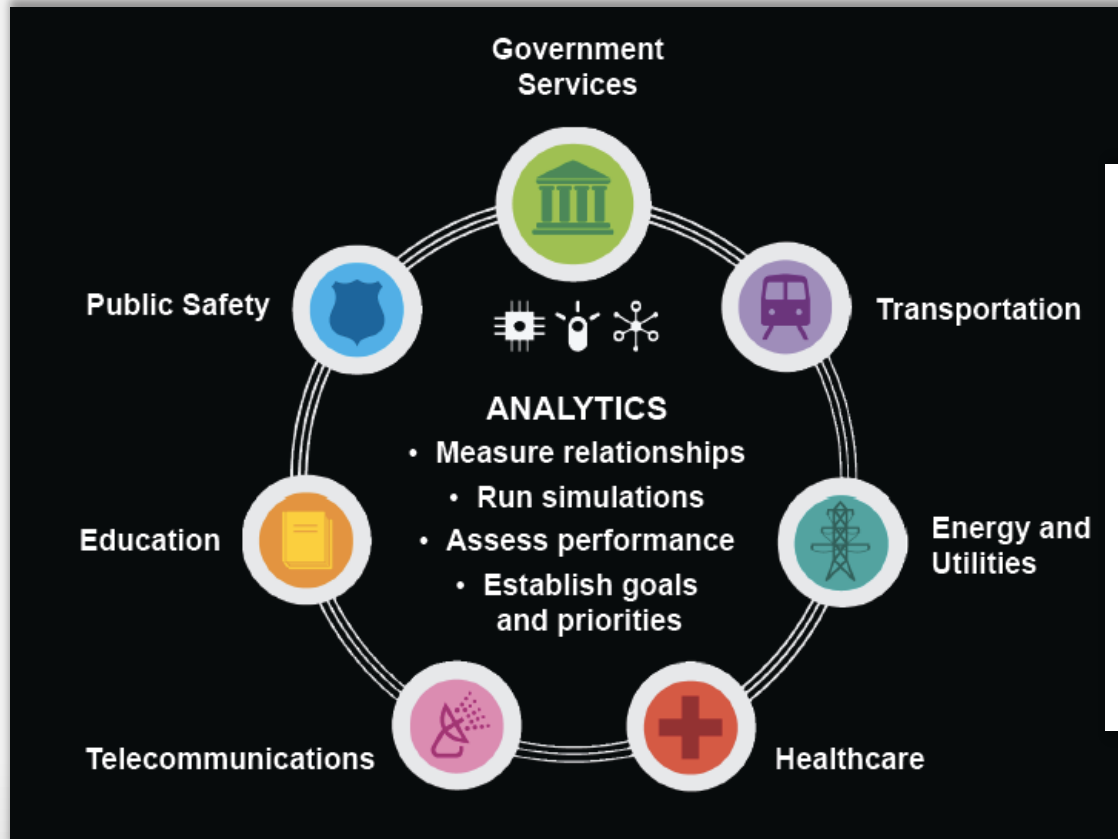 Government
Services
Public Safety
Transportation
ANALYTICS
• Measure relationships
• Run simulations
• Assess performance
• Establish goals
and priorities
Education
Energy and
Utilities
Telecommunications
Healthcare